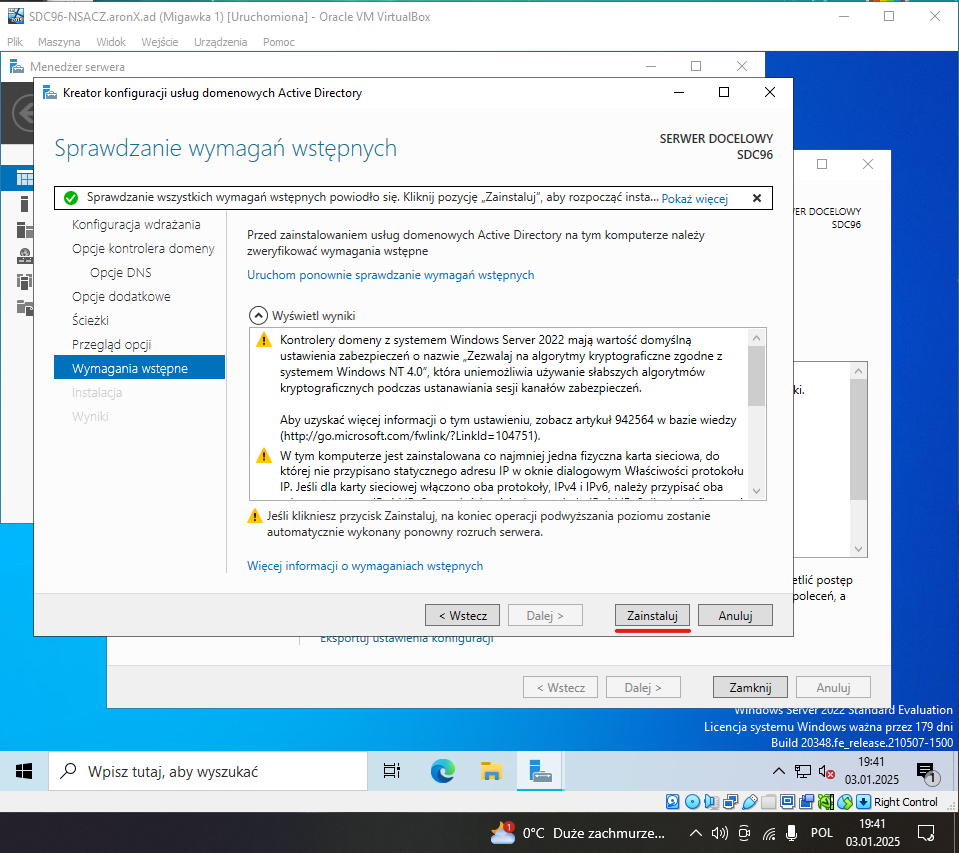 SDC96-NSACZ.aronX.ad (Migawka 1) [Uruchomiona] - Oracle VM VirtualBox
Plik Maszyna Widok Wejście Urządzenia Pomoc
Menedżer serwera
Kreator konfiguracji usług domenowych Active Directory
Sprawdzanie wymagań wstępnych
SERWER DOCELOWY
SDC96
Sprawdzanie wszystkich wymagań wstępnych powiodło się. Kliknij pozycję „Zainstaluj”, aby rozpocząć insta... Pokaż więcej
Konfiguracja wdrażania
Opcje kontrolera domeny
Opcje DNS
Opcje dodatkowe
Ścieżki
Przegląd opcji
Wymagania wstępne
Instalacja
Wyniki
Przed zainstalowaniem usług domenowych Active Directory na tym komputerze należy
zweryfikować wymagania wstępne
Uruchom ponownie sprawdzanie wymagań wstępnych
Wyświetl wyniki
Kontrolery domeny z systemem Windows Server 2022 mają wartość domyślną
ustawienia zabezpieczeń o nazwie „Zezwalaj na algorytmy kryptograficzne zgodne z
systemem Windows NT 4.0”, która uniemożliwia używanie słabszych algorytmów
kryptograficznych podczas ustanawiania sesji kanałów zabezpieczeń.
Aby uzyskać więcej informacji o tym ustawieniu, zobacz artykuł 942564 w bazie wiedzy
(http://go.microsoft.com/fwlink/?LinkId=104751).
W tym komputerze jest zainstalowana co najmniej jedna fizyczna karta sieciowa, do
której nie przypisano statycznego adresu IP w oknie dialogowym Właściwości protokołu
IP. Jeśli dla karty sieciowej włączono oba protokoły, IPv4 i IPv6, należy przypisać oba
Jeśli klikniesz przycisk Zainstaluj, na koniec operacji podwyższania poziomu zostanie
automatycznie wykonany ponowny rozruch serwera.
Więcej informacji o wymaganiach wstępnych
< Wstecz Dalej > Zainstaluj Anuluj
ER DOCELOWY
SDC96
ki.
etlić postęp
poleceń, a
Eksportuj ustawienia konfiguracji
< Wstecz Dalej > Zamknij Anuluj
Windows Server 2022 Standard Evaluation
Licencja systemu Windows ważna przez 179 dni
Build 20348.fe_release.210507-1500
Wpisz tutaj, aby wyszukać
19:41
03.01.2025
1
Right Control
1
0°C Duże zachmurze...
POL
19:41
03.01.2025